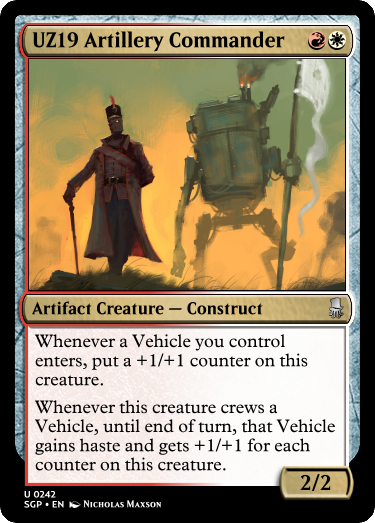 UZ19 Artillery Commander
Artifact Creature — Construct
Whenever a Vehicle you control
enters, put a +1/+1 counter on this
creature.
Whenever this creature crews a
Vehicle, until end of turn, that Vehicle
gains haste and gets +1/+1 for each
counter on this creature.
2/2
U 0242
SGP • EN Nicholas Maxson